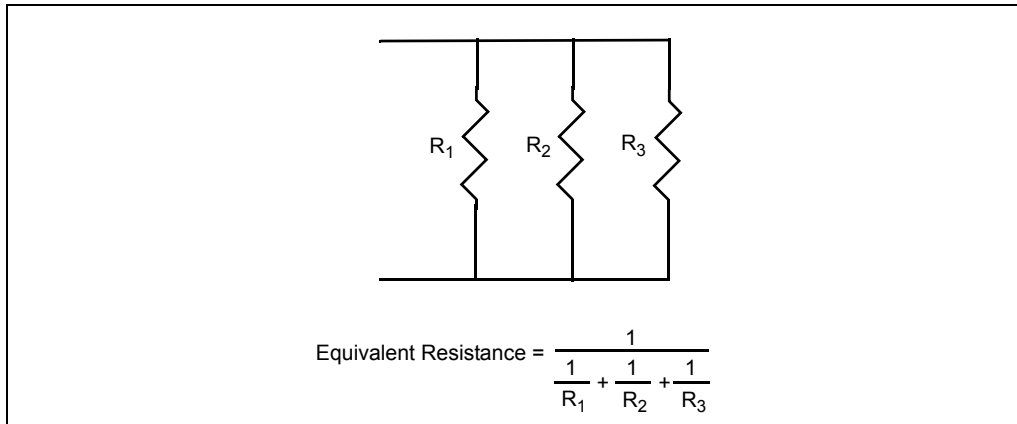 R1 R2 R3
Equivalent Resistance = 1
1 + 1 + 1
R1 R2 R3